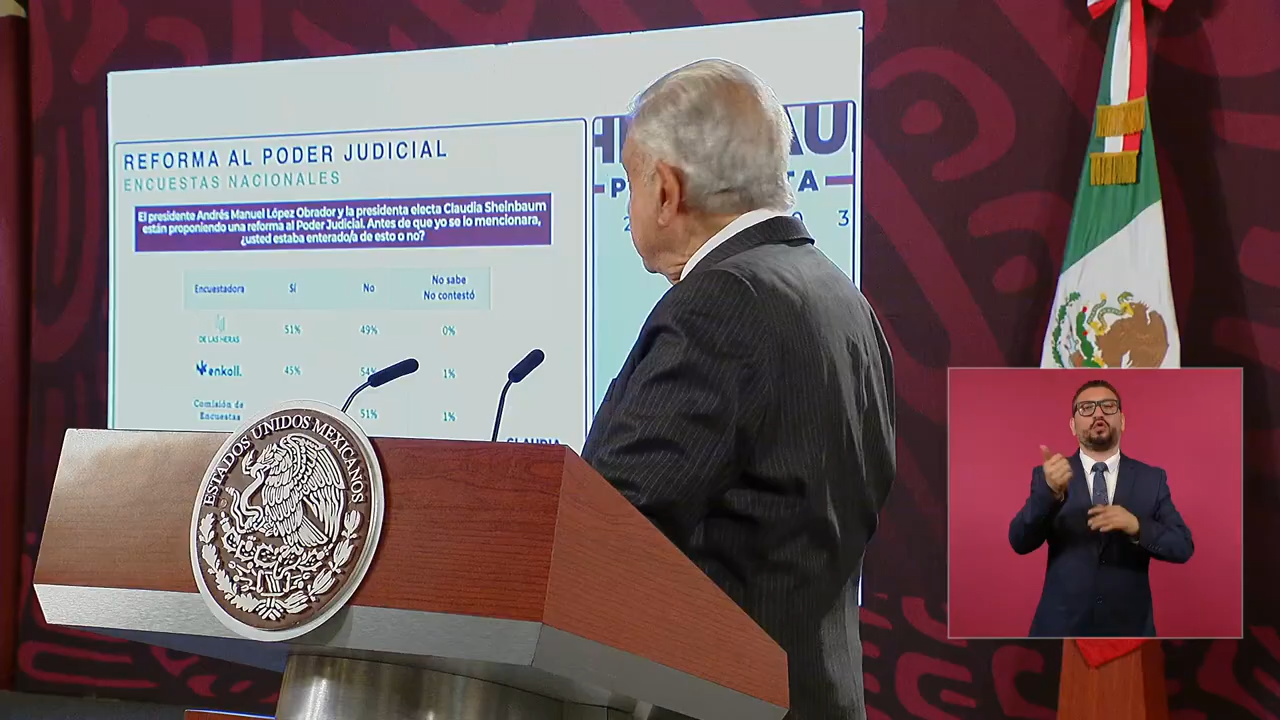 REFORMA AL PODER JUDICIAL
ENCUESTAS NACIONALES
El presidente Andrés Manuel López Obrador y la presidenta electa Claudia Sheinbaum
están proponiendo una reforma al Poder Judicial. Antes de que yo se lo mencionara,
¿usted estaba enterado/a de esto o no?
Encuestadora Sí No No sabe
No contestó
DE LAS HERAS 51% 49% 0%
enkoll. 45% 54% 1%
Comisión de
Encuestas 51% 1%
AU
P TA
3
CLAUDIA
ESTADOS UNIDOS MEXICANOS